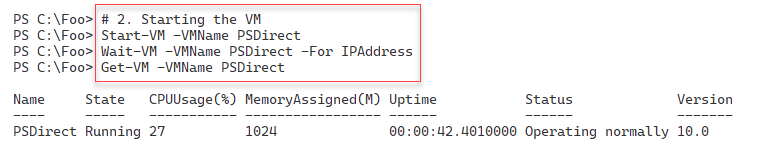 PS C:\Foo> # 2. Starting the VM
PS C:\Foo> Start-VM -VMName PSDirect
PS C:\Foo> Wait-VM -VMName PSDirect -For IPAddress
PS C:\Foo> Get-VM -VMName PSDirect
Name     State   CPUUsage(%) MemoryAssigned(M) Uptime           Status             Version
----     -----   ----------- ----------------- ------           ------             -------
PSDirect Running 27          1024              00:00:42.4010000 Operating normally 10.0